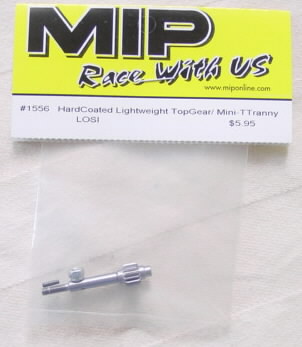 MIP
Race With US
www.miponline.com
#1556 HardCoated Lightweight TopGear/ Mini-TTranny
LOSI $5.95